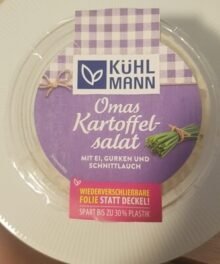 KÜHL
MANN
Omas
Kartoffel-
salat
MIT EI, GURKEN UND
SCHNITTLAUCH
WIEDERVERSCHLIEẞBARE
FOLIE STATT DECKEL!
SPART BIS ZU 30% PLASTIK